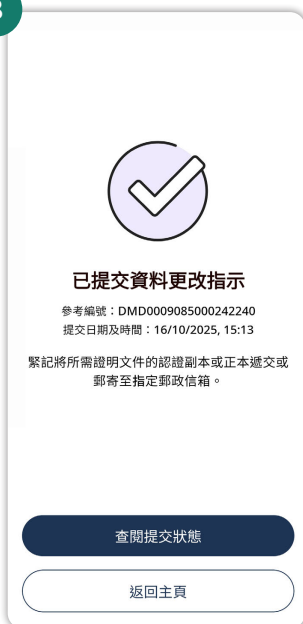 已提交資料更改指示
參考編號：DMD0009085000242240
提交日期及時間：16/10/2025, 15:13
緊記將所需證明文件的認證副本或正本遞交或
郵寄至指定郵政信箱。
查閱提交狀態
返回主頁